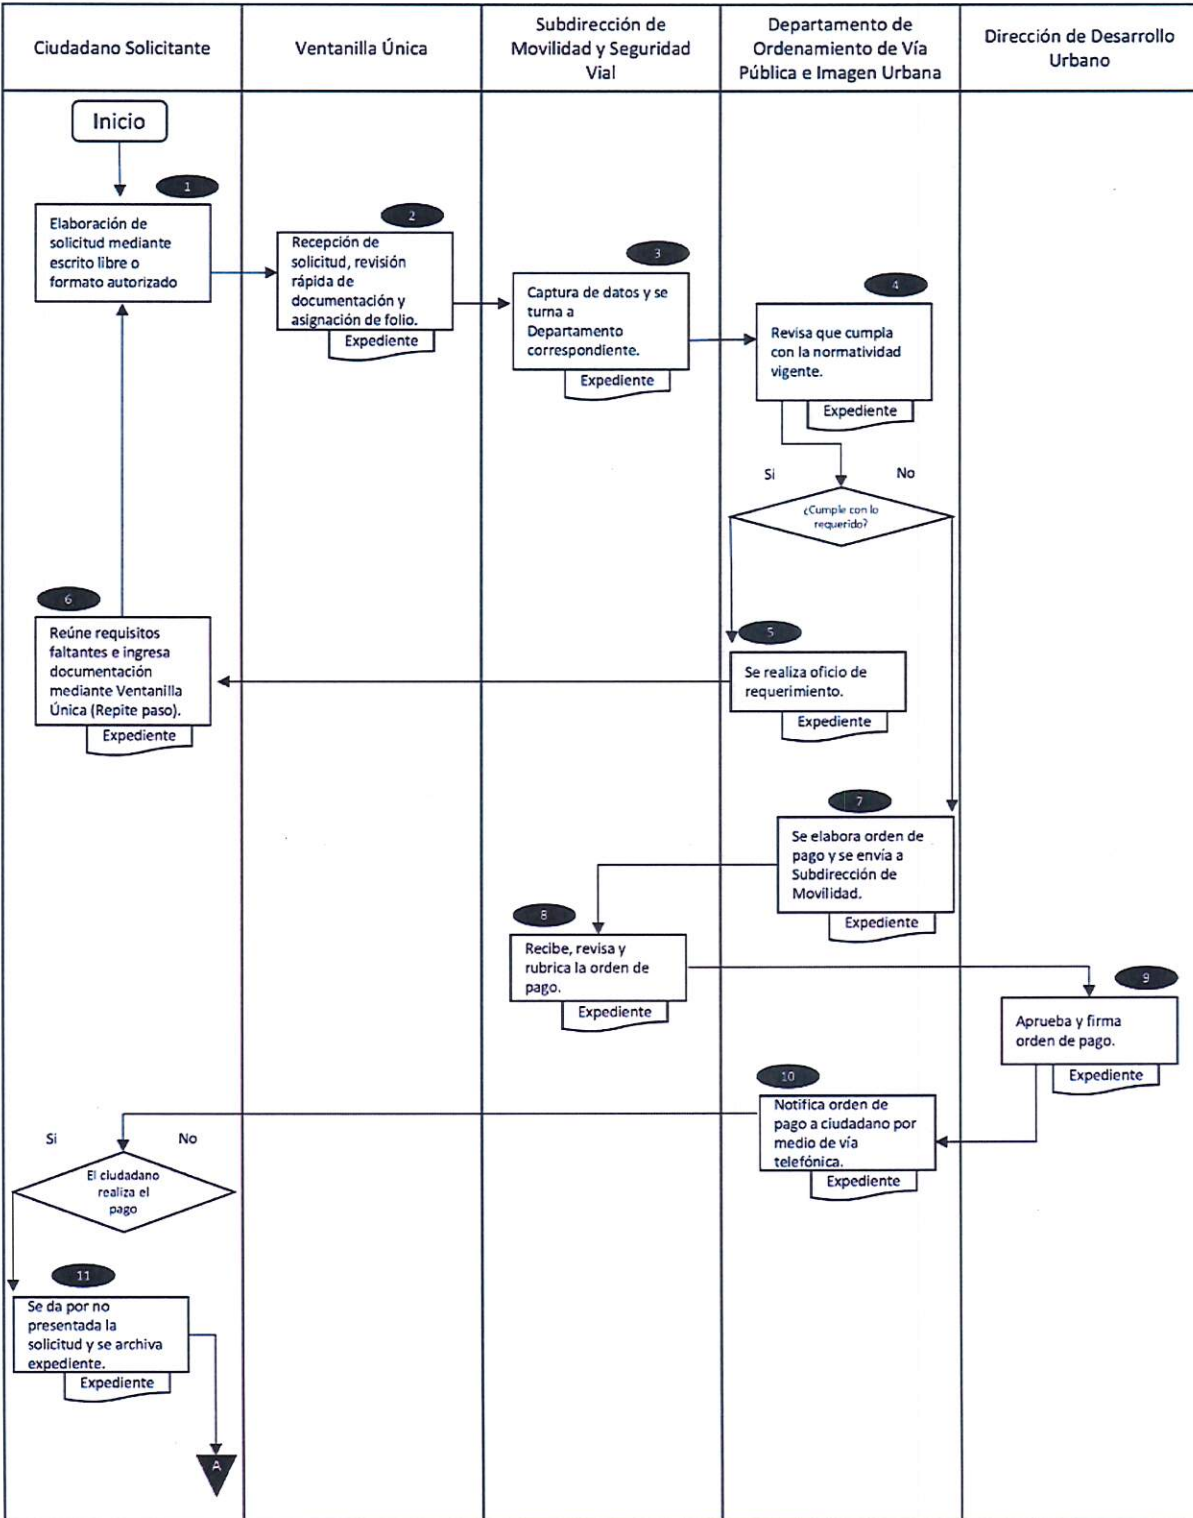 Ciudadano Solicitante
Ventanilla Única
Subdirección de
Movilidad y Seguridad
Vial
Departamento de
Ordenamiento de Vía
Pública e Imagen Urbana
Dirección de Desarrollo
Urbano
Inicio
1
Elaboración de
solicitud mediante
escrito libre o
formato autorizado
2
Recepción de
solicitud, revisión
rápida de
documentación y
asignación de folio.
Expediente
3
Captura de datos y se
turna a
Departamento
correspondiente.
Expediente
4
Revisa que cumpla
con la normatividad
vigente.
Expediente
Si
No
¿Cumple con lo
requerido?
5
Se realiza oficio de
requerimiento.
Expediente
6
Reúne requisitos
faltantes e ingresa
documentación
mediante Ventanilla
Única (Repite paso).
Expediente
7
Se elabora orden de
pago y se envía a
Subdirección de
Movilidad.
Expediente
8
Recibe, revisa y
rubrica la orden de
pago.
Expediente
9
Aprueba y firma
orden de pago.
Expediente
10
Notifica orden de
pago a ciudadano por
medio de vía
telefónica.
Expediente
Si
No
El ciudadano
realiza el
pago
11
Se da por no
presentada la
solicitud y se archiva
expediente.
Expediente
A